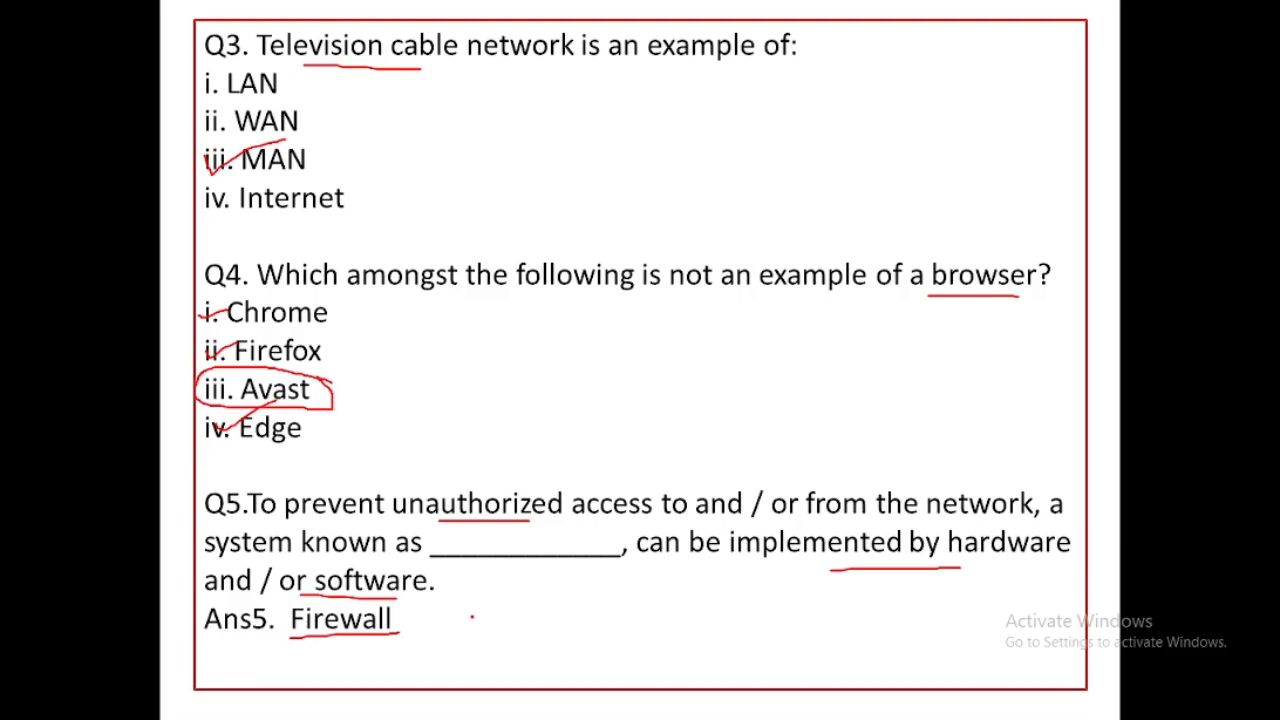 Q3. Television cable network is an example of:
i. LAN
ii. WAN
iii. MAN
iv. Internet
Q4. Which amongst the following is not an example of a browser?
i. Chrome
ii. Firefox
iii. Avast
iv. Edge
Q5.To prevent unauthorized access to and / or from the network, a
system known as _____________, can be implemented by hardware
and / or software.
Ans5. Firewall
Activate Windows
Go to Settings to activate Windows.